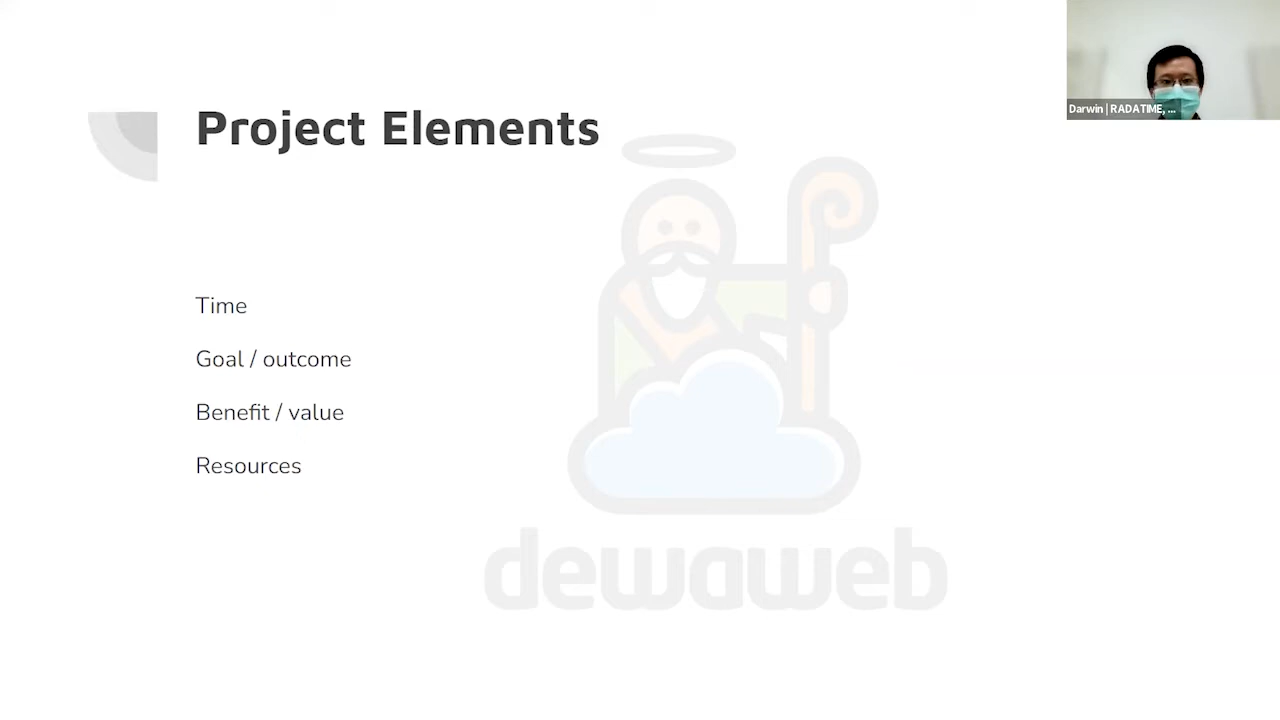 Project Elements
Darwin | RADATIME, ...
Time
Goal / outcome
Benefit / value
Resources
dewaweb